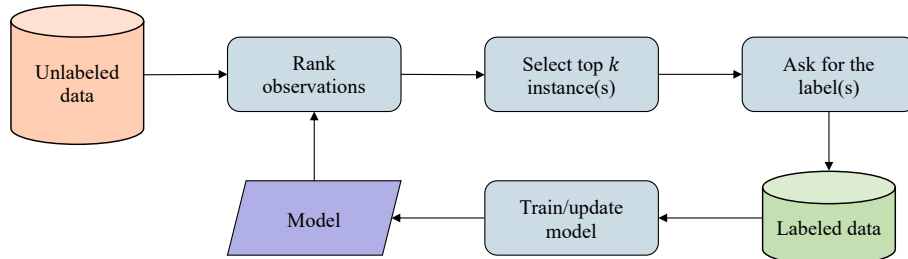 Unlabeled
data
Rank
observations
Select top k
instance(s)
Ask for the
label(s)
Model
Train/update
model
Labeled data